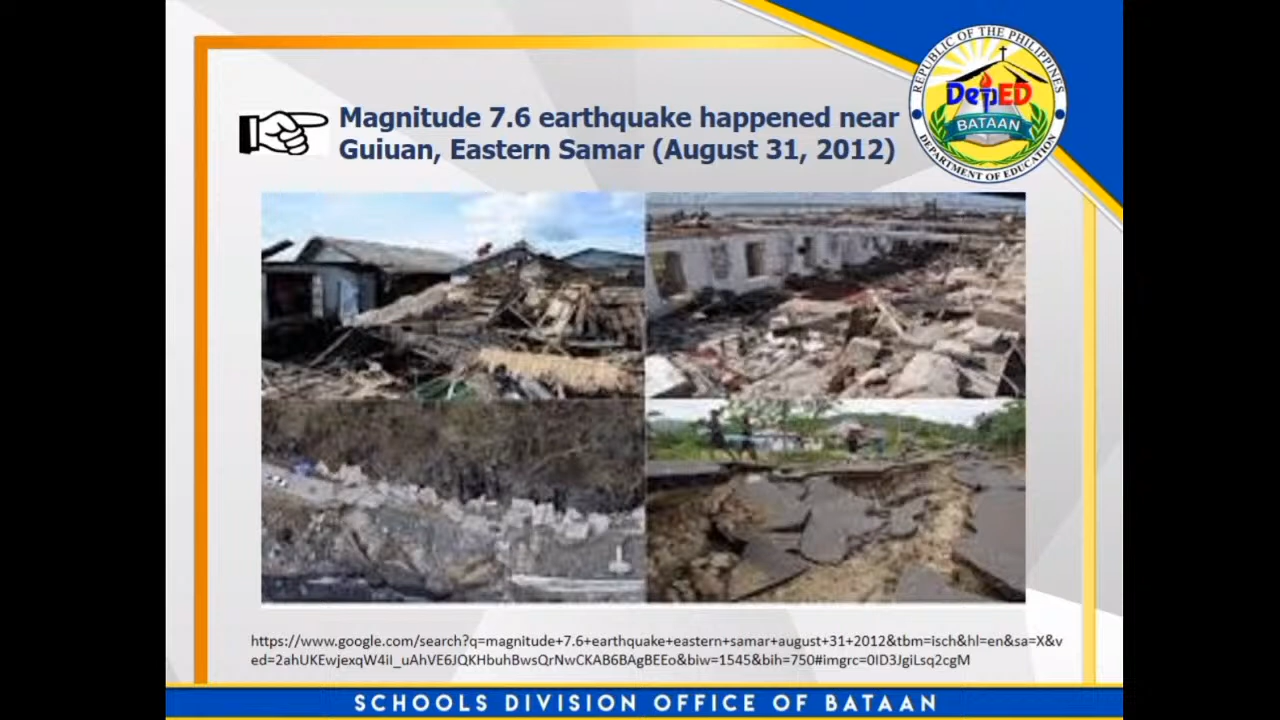 Magnitude 7.6 earthquake happened near
Guiuan, Eastern Samar (August 31, 2012)
REPUBLIC OF THE PHILIPPINES
DepED
BATAAN
DEPARTMENT OF EDUCATION
https://www.google.com/search?q=magnitude+7.6+earthquake+eastern+samar+august+31+2012&tbm=isch&hl=en&sa=X&v
ed=2ahUKEwjexqW4iI_uAhVE6JQKHbuhBwsQrNwCKAB6BAgBEEo&biw=1545&bih=750#imgrc=0ID3JgiLsq2cgM
SCHOOLS DIVISION OFFICE OF BATAAN